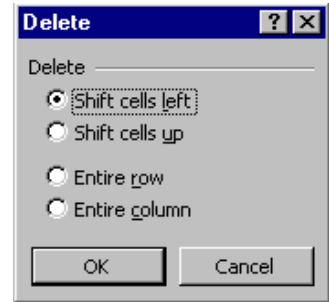 Delete
Delete
Shift cells left
Shift cells up
Entire row
Entire column
OK Cancel